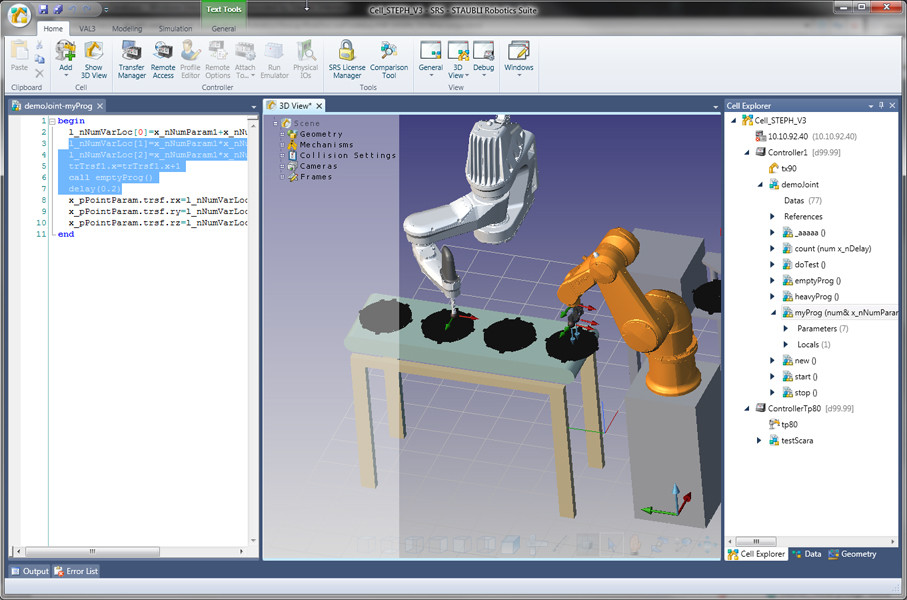 Text Tools
Cell_STEPH_V3 - SRS - STAUBLI Robotics Suite
Home VAL3 Modeling Simulation General
Paste
Add
Show 3D View
Transfer Manager
Remote Access
Profile Editor
Remote Options
Attach To...
Run Emulator
Physical IOs
SRS License Manager
Comparison Tool
General
3D View
Debug
Windows
Clipboard
Cell
Controller
Tools
View
demoJoint-myProg
3D View*
Cell Explorer
1 begin
2 l_nNumVarLoc[0]=x_nNumParam1+x_nNu
3 l_nNumVarLoc[1]=x_nNumParam1*x_nNu
4 l_nNumVarLoc[2]=x_nNumParam1*x_nNu
5 trTrsf1.x=trTrsf1.x+1
6 call emptyProg()
7 delay(0.2)
8 x_pPointParam.trsf.rx=l_nNumVarLoc
9 x_pPointParam.trsf.ry=l_nNumVarLoc
10 x_pPointParam.trsf.rz=l_nNumVarLoc
11 end
Scene
Geometry
Mechanisms
Collision Settings
Cameras
Frames
Cell_STEPH_V3
10.10.92.40 (10.10.92.40)
Controller1 [d99.99]
tx90
demoJoint
Datas (77)
References
_aaaaa ()
count (num x_nDelay)
doTest ()
emptyProg ()
heavyProg ()
myProg (num& x_nNumParar
Parameters (7)
Locals (1)
new ()
start ()
stop ()
ControllerTp80 [d99.99]
tp80
testScara
Cell Explorer Data Geometry
Output Error List